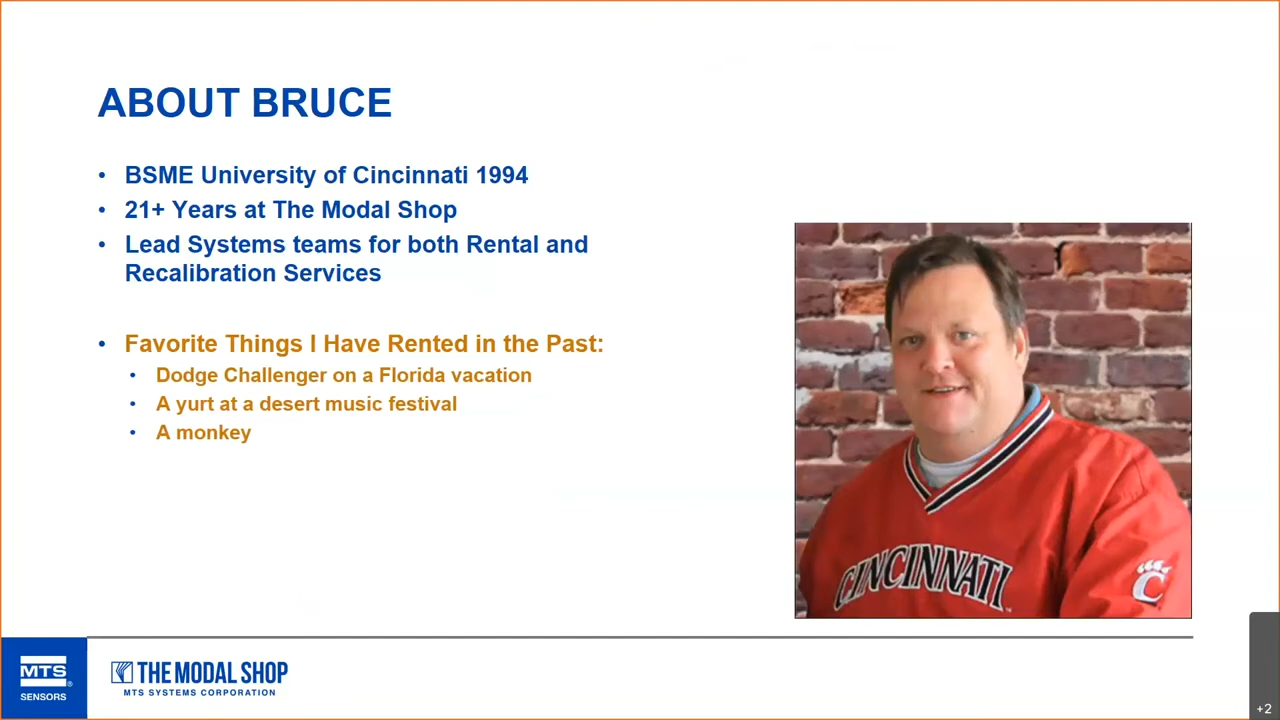 ABOUT BRUCE
• BSME University of Cincinnati 1994
• 21+ Years at The Modal Shop
• Lead Systems teams for both Rental and
Recalibration Services
• Favorite Things I Have Rented in the Past:
• Dodge Challenger on a Florida vacation
• A yurt at a desert music festival
• A monkey
CINCINNATI
C
MTS®
SENSORS
THE MODAL SHOP
MTS SYSTEMS CORPORATION
+2